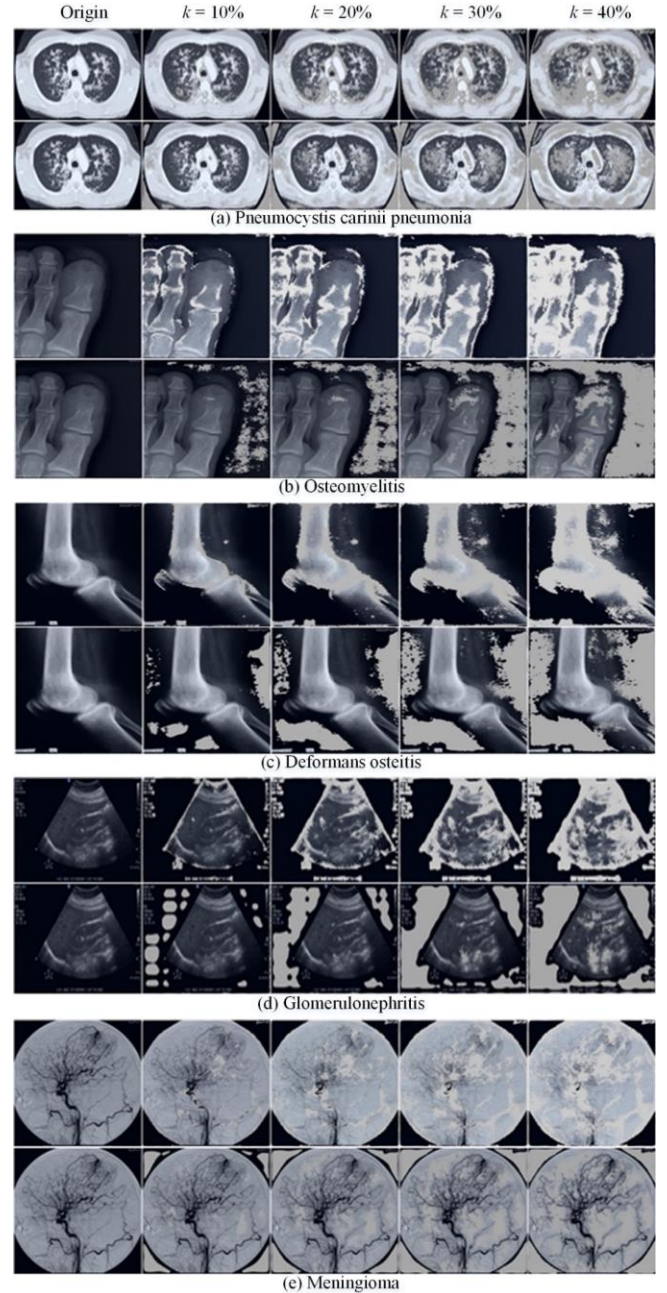 Origin k = 10% k = 20% k = 30% k = 40%
(a) Pneumocystis carinii pneumonia
(b) Osteomyelitis
(c) Deformans osteitis
(d) Glomerulonephritis
(e) Meningioma